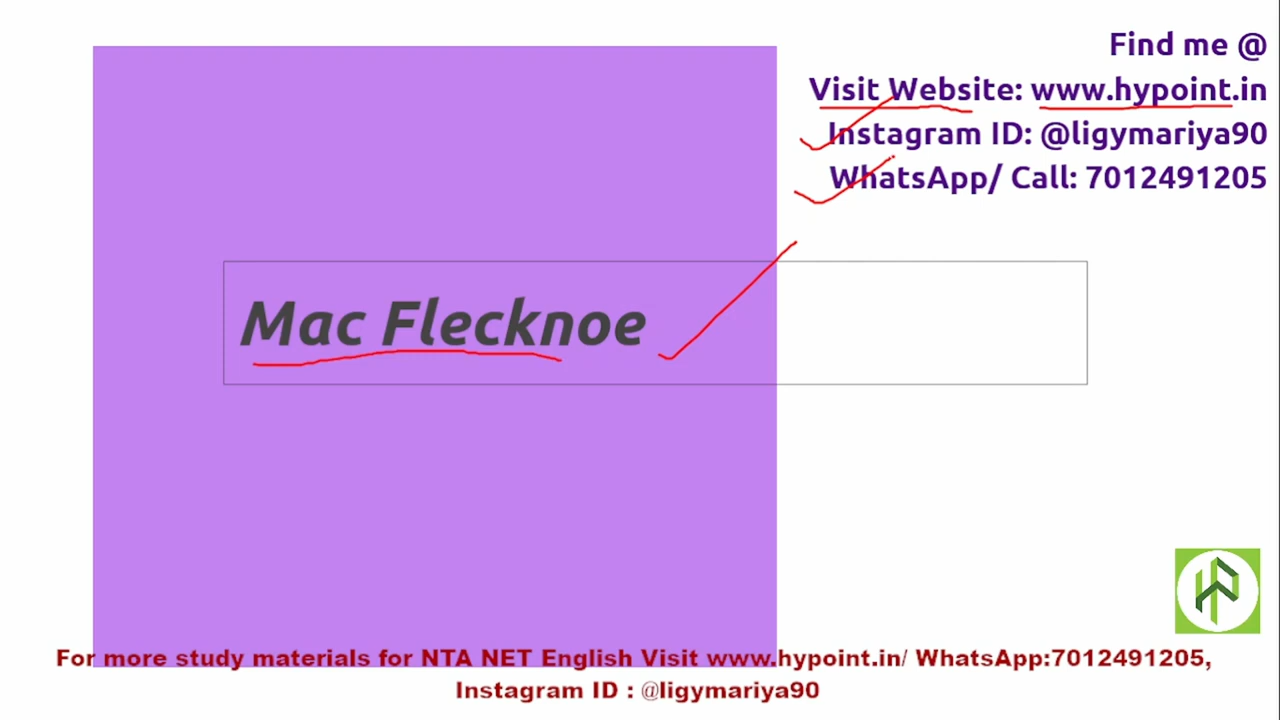 Find me @
Visit Website: www.hypoint.in
Instagram ID: @ligymariya90
WhatsApp/ Call: 7012491205
Mac Flecknoe
For more study materials for NTA NET English Visit www.hypoint.in/ WhatsApp:7012491205,
Instagram ID : @ligymariya90